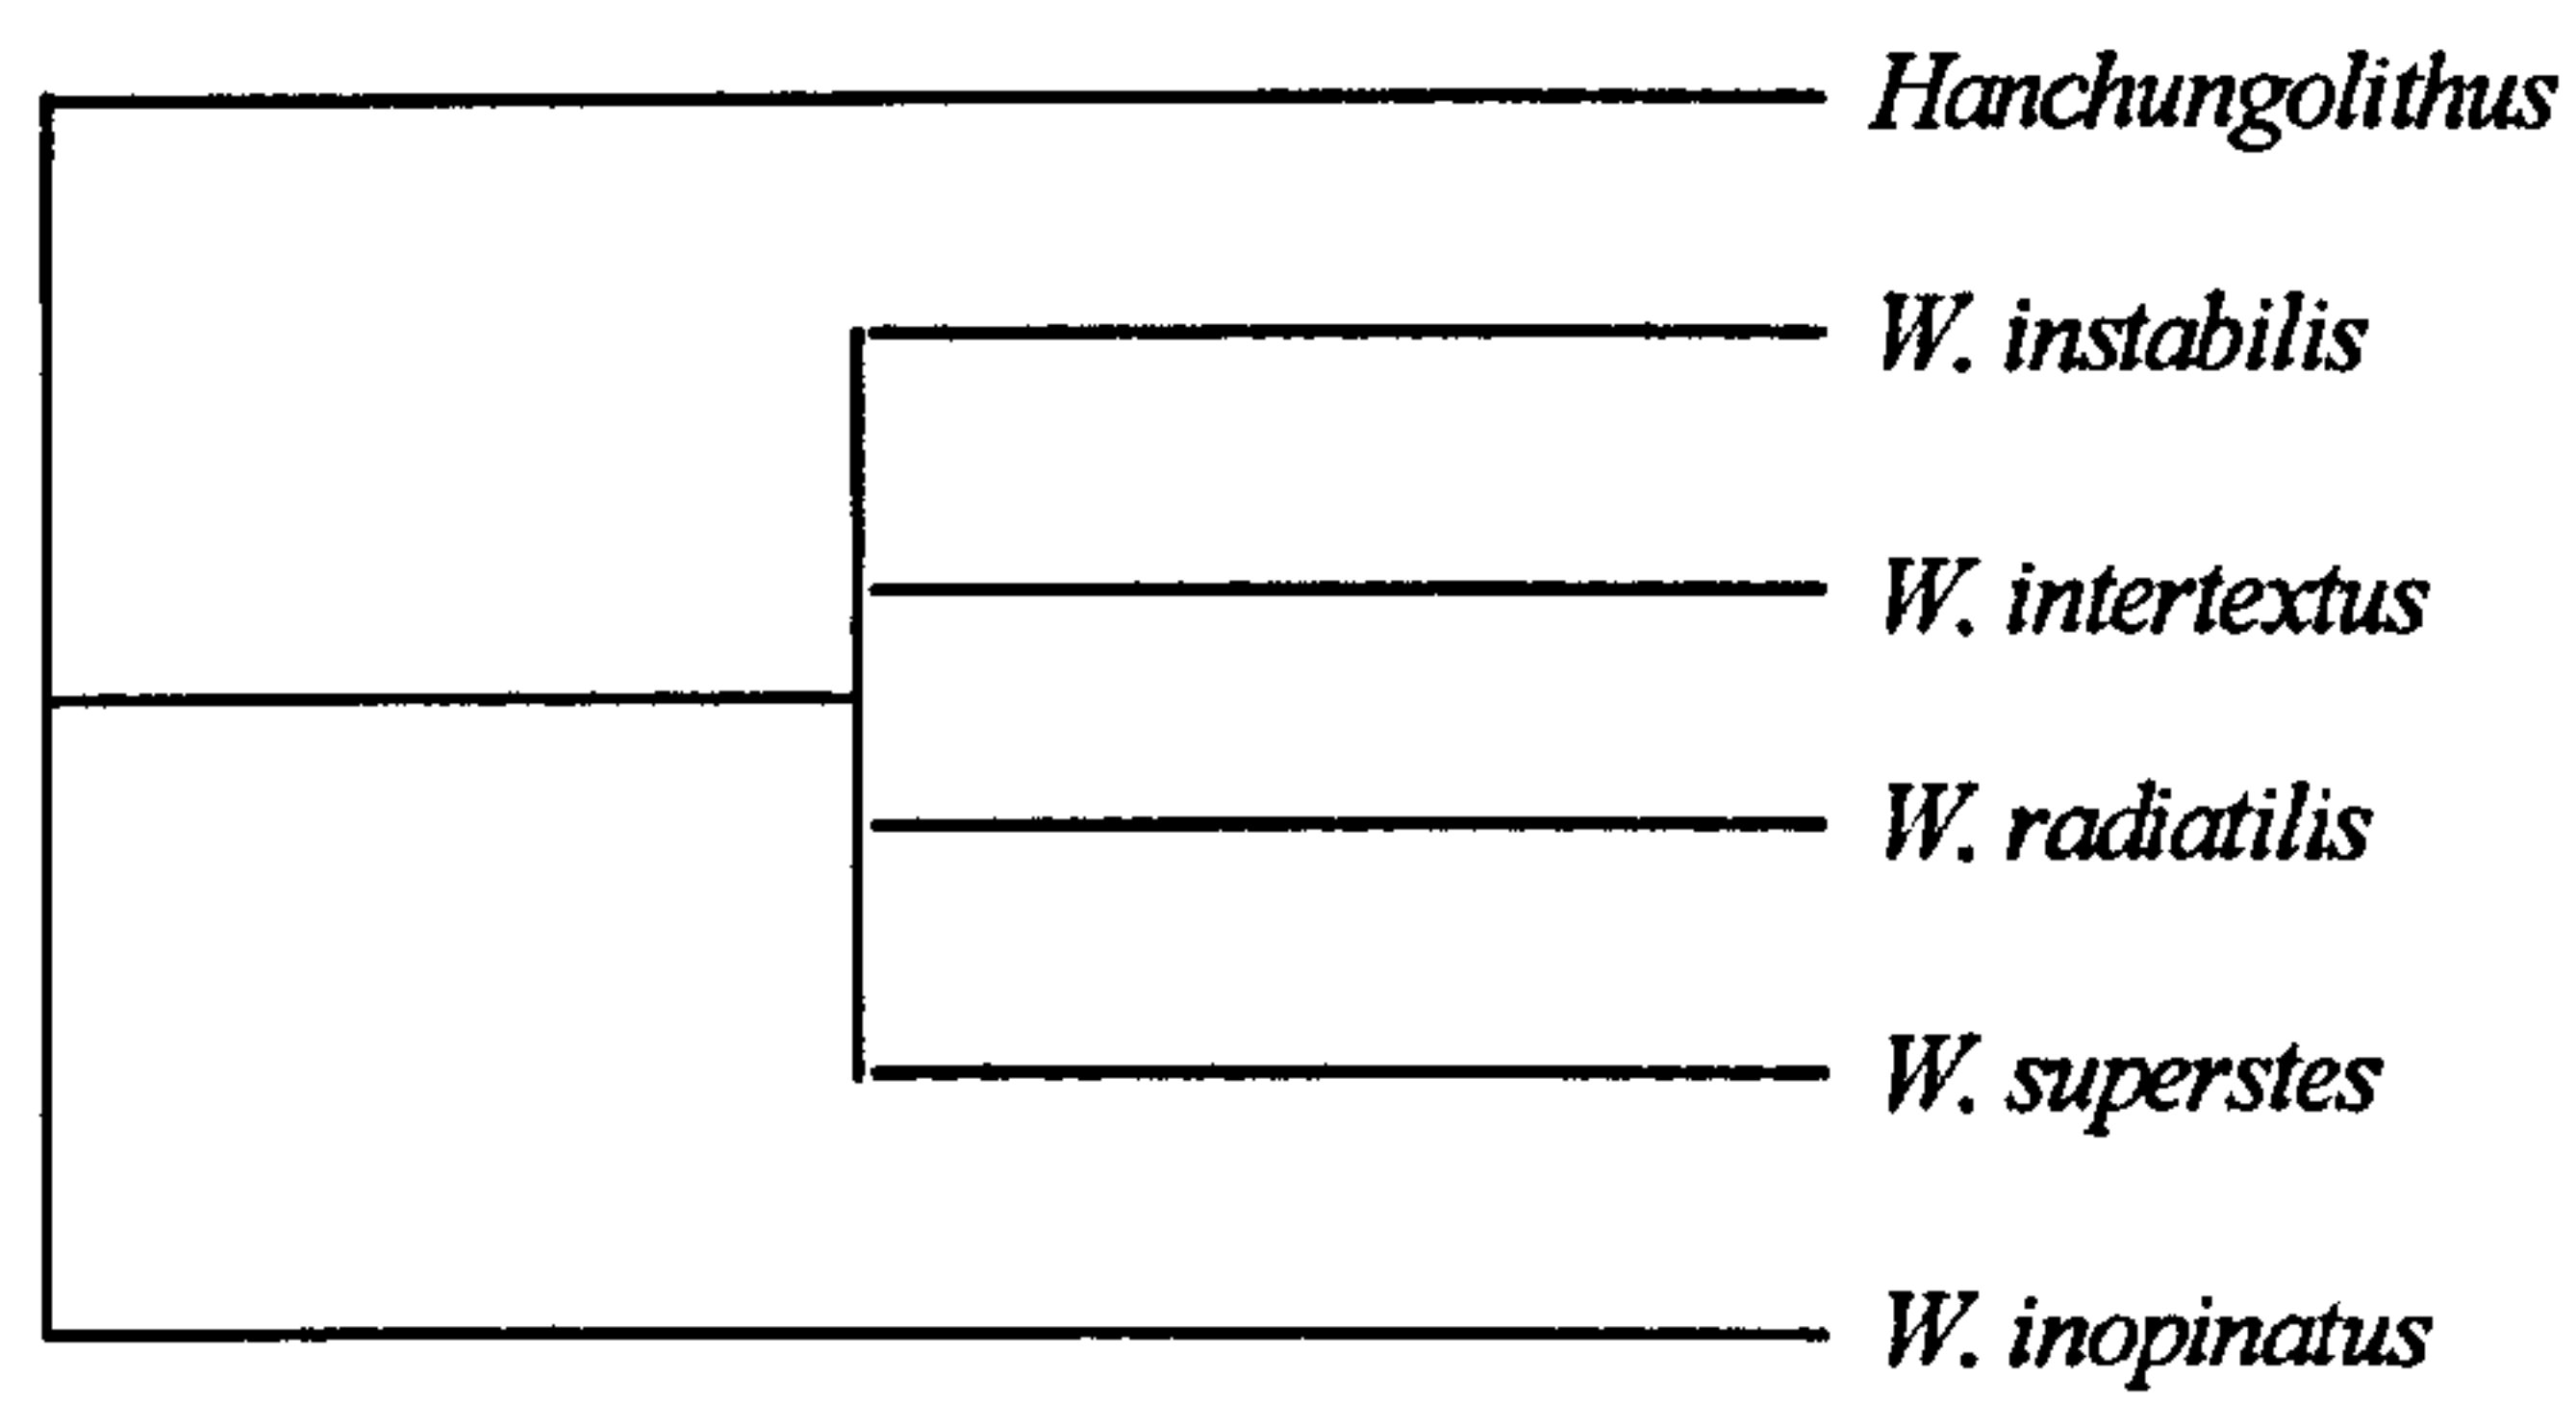 Hanchungolithus
W. instabilis
W. intertextus
W. radiatilis
W. superstes
W. inopinatus